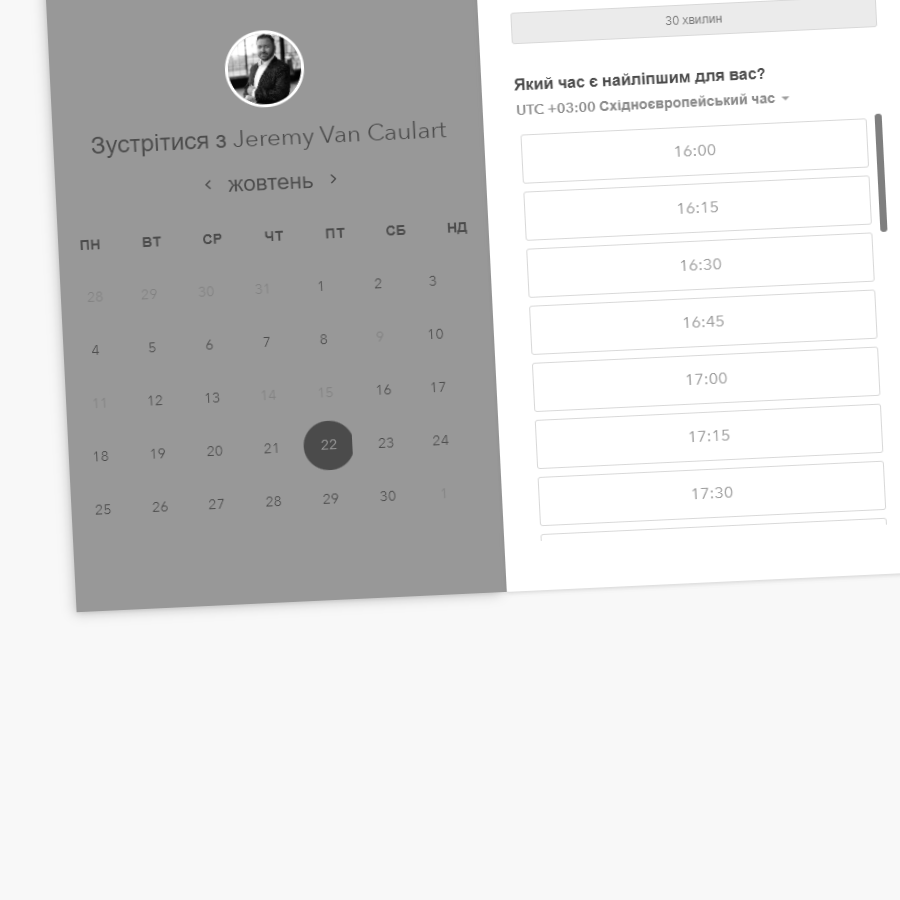 Зустрітися з Jeremy Van Caulart
‹ жовтень ›
ПН ВТ СР ЧТ ПТ СБ НД
28 29 30 31 1 2 3
4 5 6 7 8 9 10
11 12 13 14 15 16 17
18 19 20 21 22 23 24
25 26 27 28 29 30 1
30 хвилин
Який час є найліпшим для вас?
UTC +03:00 Східноєвропейський час
16:00
16:15
16:30
16:45
17:00
17:15
17:30